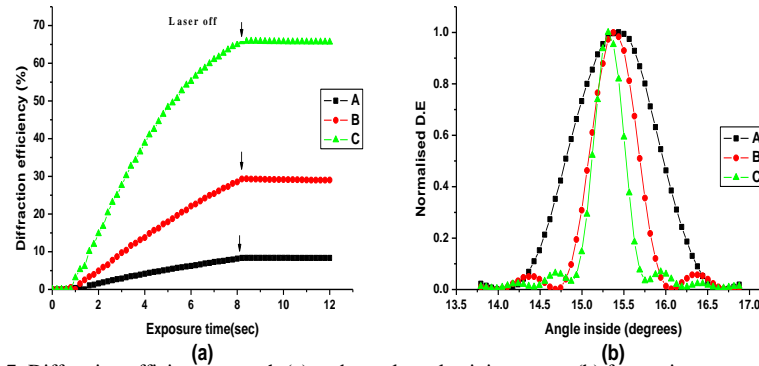 Laser off
70
60
50
40
30
20
10
0
Diffraction efficiency (%)
A
B
C
0 2 4 6 8 10 12
Exposure time(sec)
(a)
1.0
0.8
0.6
0.4
0.2
0.0
Normalised D.E
A
B
C
13.5 14.0 14.5 15.0 15.5 16.0 16.5 17.0
Angle inside (degrees)
(b)